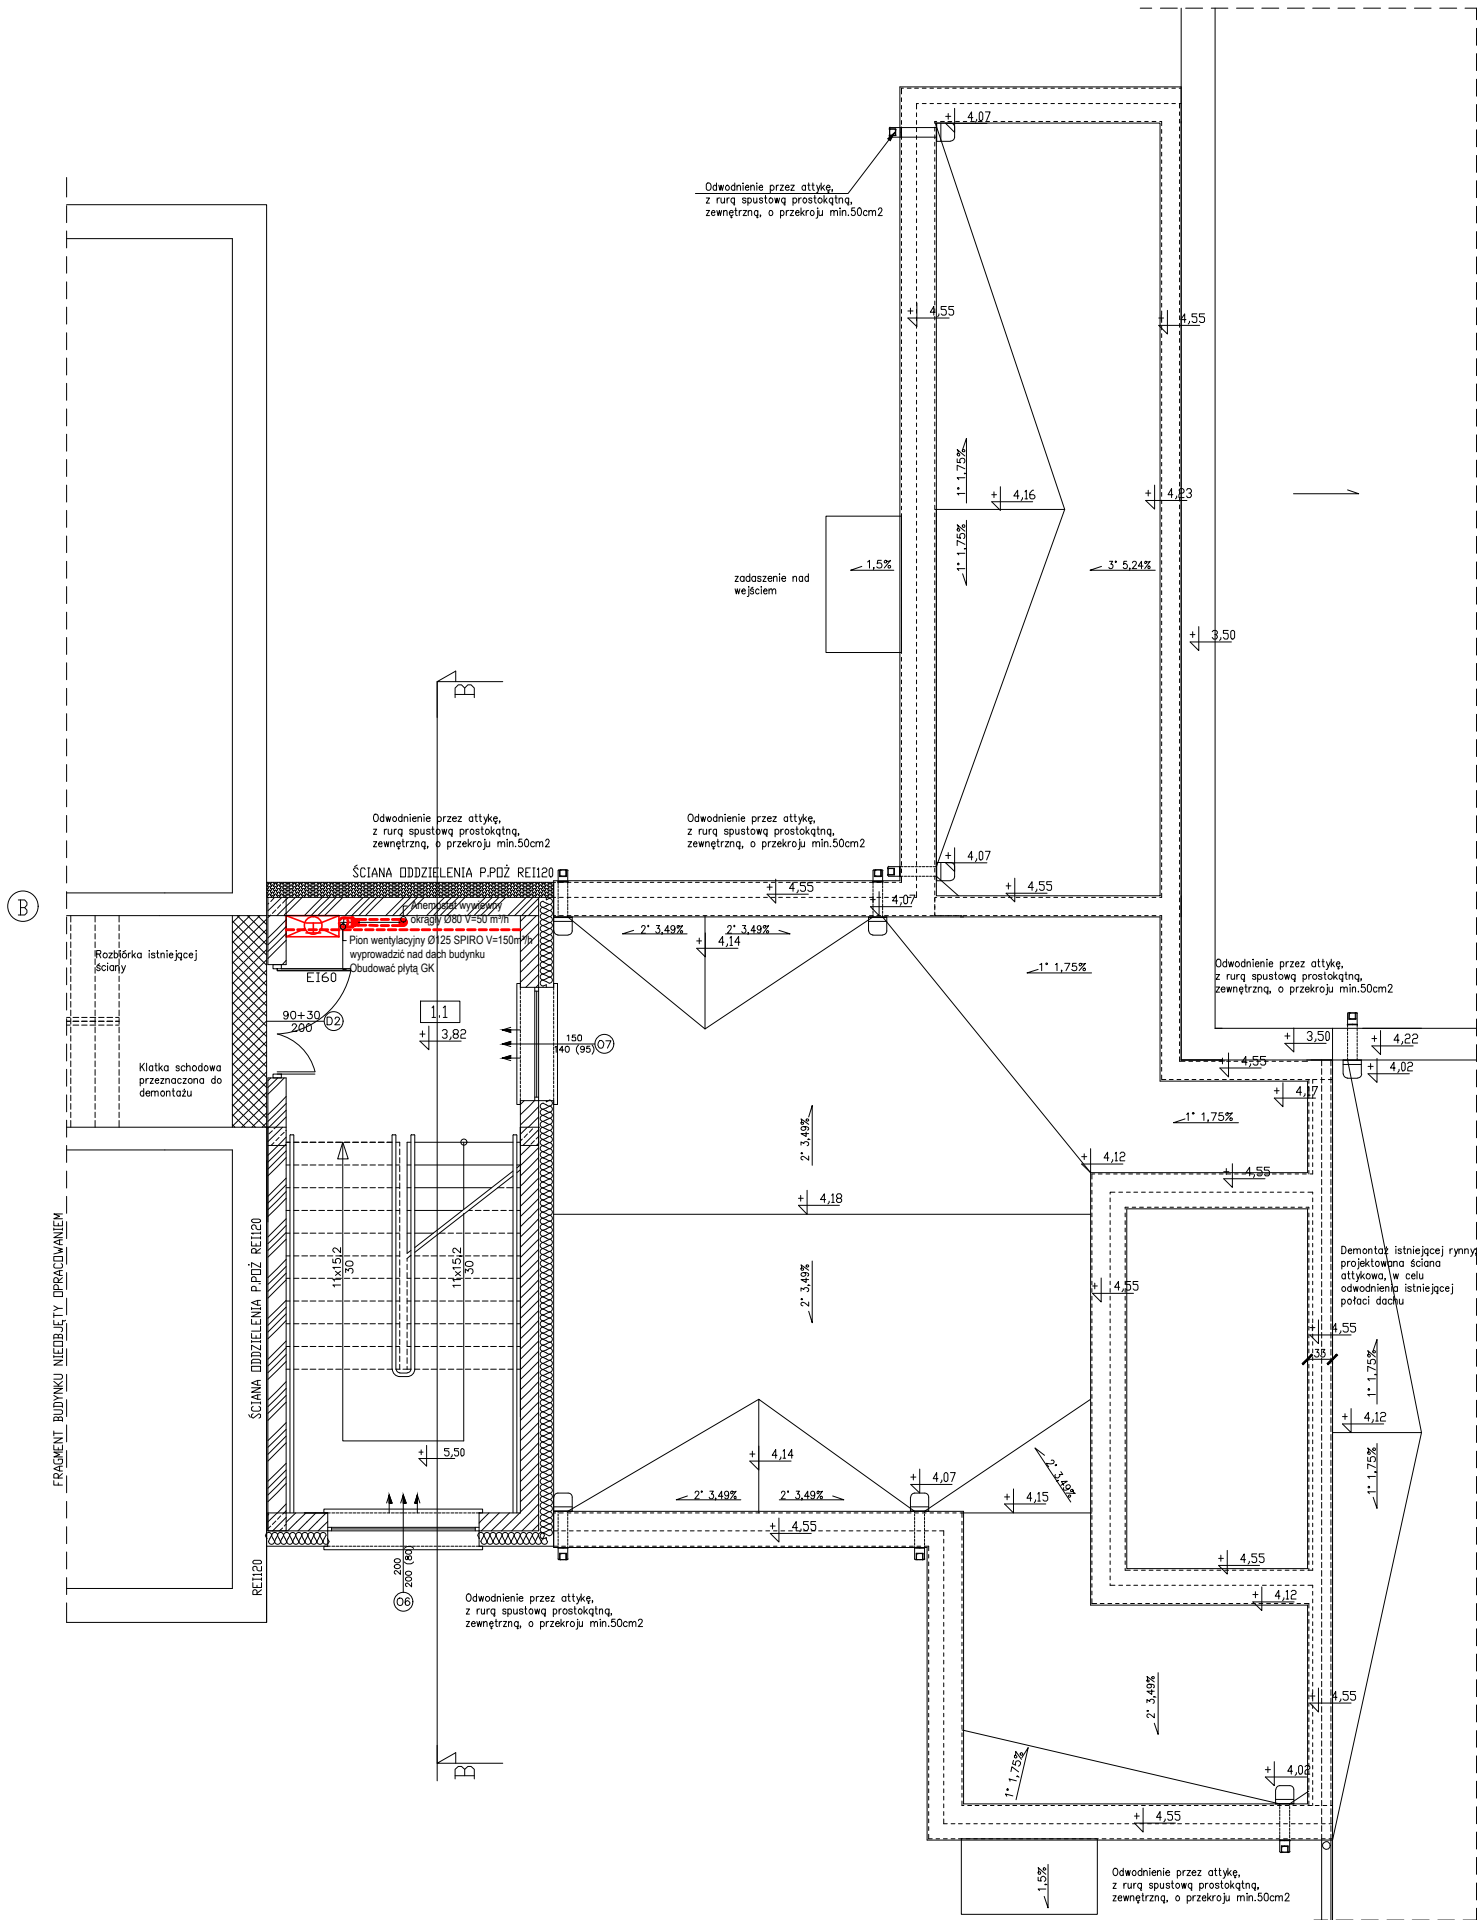 + 4,07
Odwodnienie przez attykę,
z rurą spustową prostokątną,
zewnętrzną, o przekroju min.50cm2
+ 4,55
+ 4,55
1° 1,75%
+ 4,16
+ 4,23
1° 1,75%
1,5%
3° 5,24%
zadaszenie nad
wejściem
+ 3,50
B
Odwodnienie przez attykę,
z rurą spustową prostokątną,
zewnętrzną, o przekroju min.50cm2
Odwodnienie przez attykę,
z rurą spustową prostokątną,
zewnętrzną, o przekroju min.50cm2
+ 4,07
ŚCIANA ODDZIELENIA P.POŻ REI120
+ 4,55
+ 4,55
+ 4,07
B
Anemostat wywiewny
okrągły Ø80 V=50 m³/h
Pion wentylacyjny Ø125 SPIRO V=150m³/h
wyprowadzić nad dach budynku
Obudować płytą GK
2° 3,49%
2° 3,49%
+ 4,14
Rozbiórka istniejącej
ściany
EI60
1° 1,75%
Odwodnienie przez attykę,
z rurą spustową prostokątną,
zewnętrzną, o przekroju min.50cm2
90+30
200
D2
1.1
+ 3,82
150
140 (95)
O7
+ 3,50
+ 4,22
+ 4,55
+ 4,02
Klatka schodowa
przeznaczona do
demontażu
+ 4,17
1° 1,75%
2° 3,49%
+ 4,12
+ 4,55
+ 4,18
FRAGMENT BUDYNKU NIEOBJĘTY OPRACOWANIEM
ŚCIANA ODDZIELENIA P.POŻ REI120
11x15,2
30
11x15,2
30
2° 3,49%
+ 4,55
Demontaż istniejącej rynny,
projektowana ściana
attykowa, w celu
odwodnienia istniejącej
połaci dachu
+ 4,55
33
1° 1,75%
+ 4,12
+ 5,50
+ 4,14
+ 4,07
2° 3,49%
1° 1,75%
2° 3,49%
2° 3,49%
+ 4,15
+ 4,55
+ 4,55
REI120
200
200 (80)
O6
Odwodnienie przez attykę,
z rurą spustową prostokątną,
zewnętrzną, o przekroju min.50cm2
+ 4,12
2° 3,49%
+ 4,55
B
1° 1,75%
+ 4,02
+ 4,55
1,5%
Odwodnienie przez attykę,
z rurą spustową prostokątną,
zewnętrzną, o przekroju min.50cm2